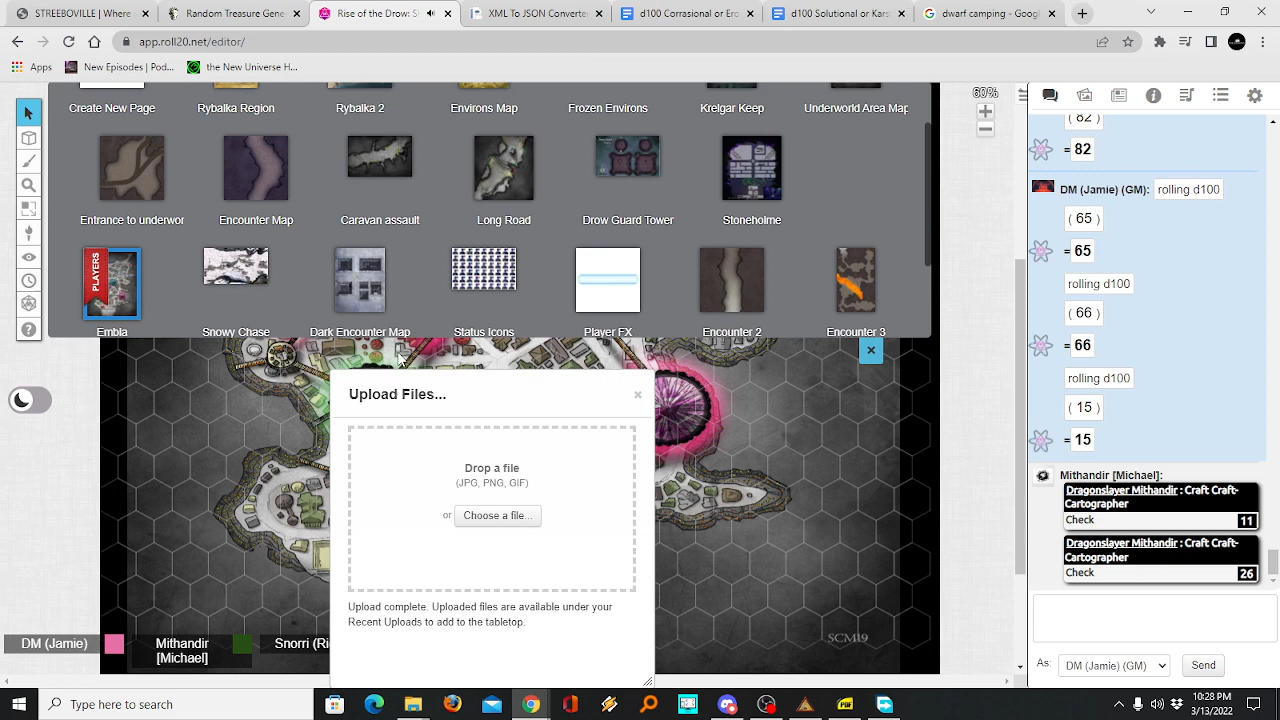 STREBOVILLE | World
Random Treasure Gene
Rise of the Drow S
XML To JSON Converte
d100 Corrasional or Ero
d100 Solutional or Kars
dwarf camping - Goog
app.roll20.net/editor/
Apps
New Episodes | Pod...
the New Universe H...
Create New Page
Rybalka Region
Rybalka 2
Environs Map
Frozen Environs
Krelgar Keep
Underworld Area Map
60%
Entrance to underwor
Encounter Map
Caravan assault
Long Road
Drow Guard Tower
Stoneholme
PLAYERS
Embla
Snowy Chase
Dark Encounter Map
Status Icons
Player FX
Encounter 2
Encounter 3
Upload Files...
Drop a file
(JPG, PNG, GIF)
or Choose a file...
Upload complete. Uploaded files are available under your
Recent Uploads to add to the tabletop.
SCM19
DM (Jamie)
Mithandir
[Michael]
Snorri (Ri
( 82 )
= 82
DM (Jamie) (GM): rolling d100
( 65 )
= 65
rolling d100
( 66 )
= 66
rolling d100
( 15 )
= 15
Mithandir [Michael]:
Dragonslayer Mithandir : Craft Craft-
Cartographer
Check 11
Dragonslayer Mithandir : Craft Craft-
Cartographer
Check 26
As: DM (Jamie) (GM) Send
Type here to search
PDF
10:28 PM
3/13/2022